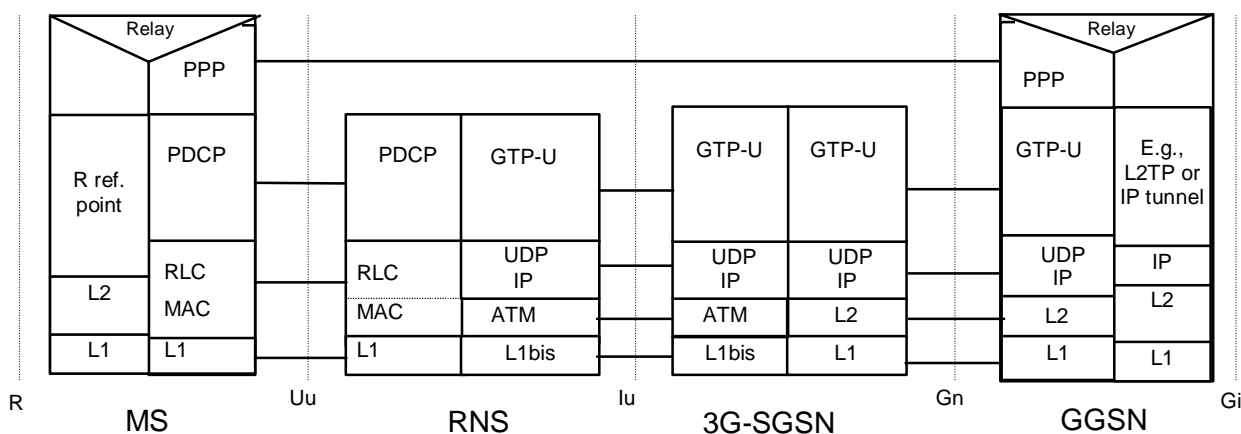 Relay
PPP
R ref.
point
PDCP
L2
RLC
MAC
L1
L1
PDCP
GTP-U
RLC
UDP
IP
MAC
ATM
L1
L1bis
GTP-U
GTP-U
UDP
IP
UDP
IP
ATM
L2
L1bis
L1
Relay
PPP
GTP-U
E.g.,
L2TP or
IP tunnel
UDP
IP
IP
L2
L2
L1
L1
R
MS
Uu
RNS
Iu
3G-SGSN
Gn
GGSN
Gi